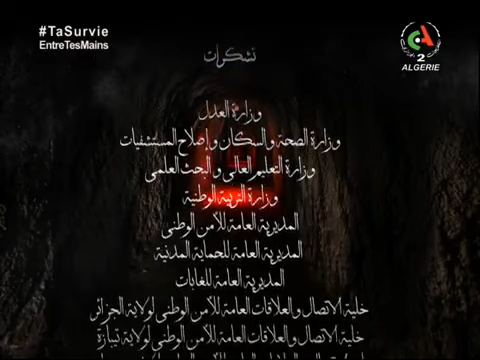 #TaSurvie
EntreTesMains
2
ALGERIE
تشكرات
وزارة العدل
وزارة الصحة والسكان وإصلاح المستشفيات
وزارة التعليم العالي و البحث العلمي
وزارة التربية الوطنية
المديرية العامة للأمن الوطني
المديرية العامة للحماية المدنية
المديرية العامة للغابات
خلية الاتصال والعلاقات العامة للأمن الوطني لولاية الجزائر
خلية الاتصال والعلاقات العامة للأمن الوطني لولاية تيبازة